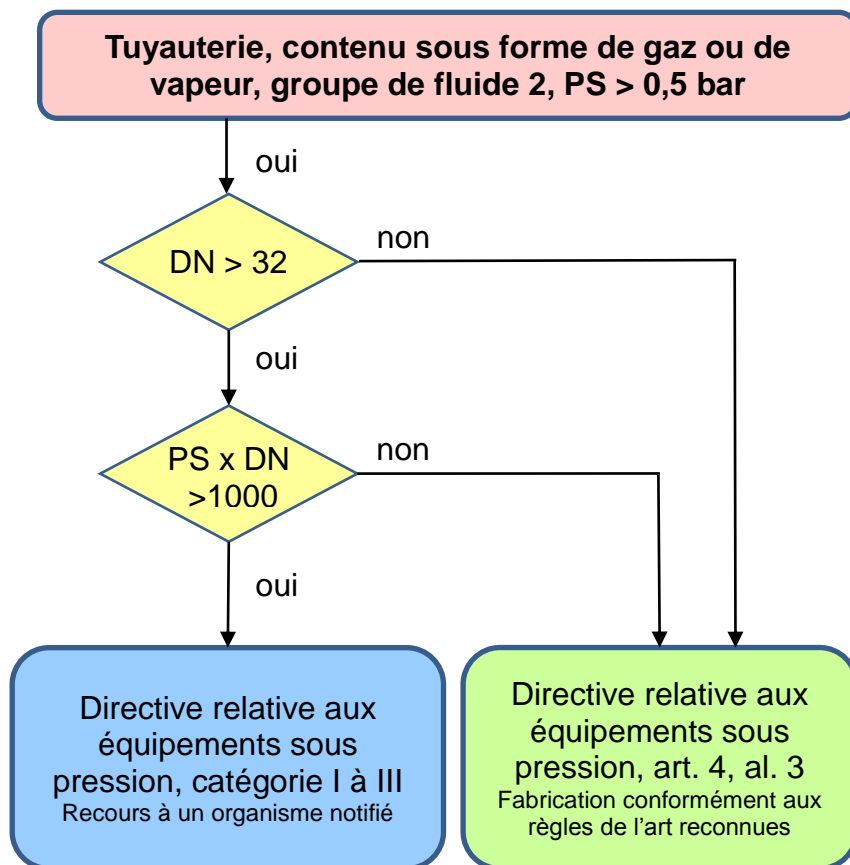 Tuyauterie, contenu sous forme de gaz ou de
vapeur, groupe de fluide 2, PS > 0,5 bar
oui
DN > 32
non
oui
PS x DN
>1000
non
oui
Directive relative aux
équipements sous
pression, catégorie I à III
Recours à un organisme notifié
Directive relative aux
équipements sous
pression, art. 4, al. 3
Fabrication conformément aux
règles de l'art reconnues